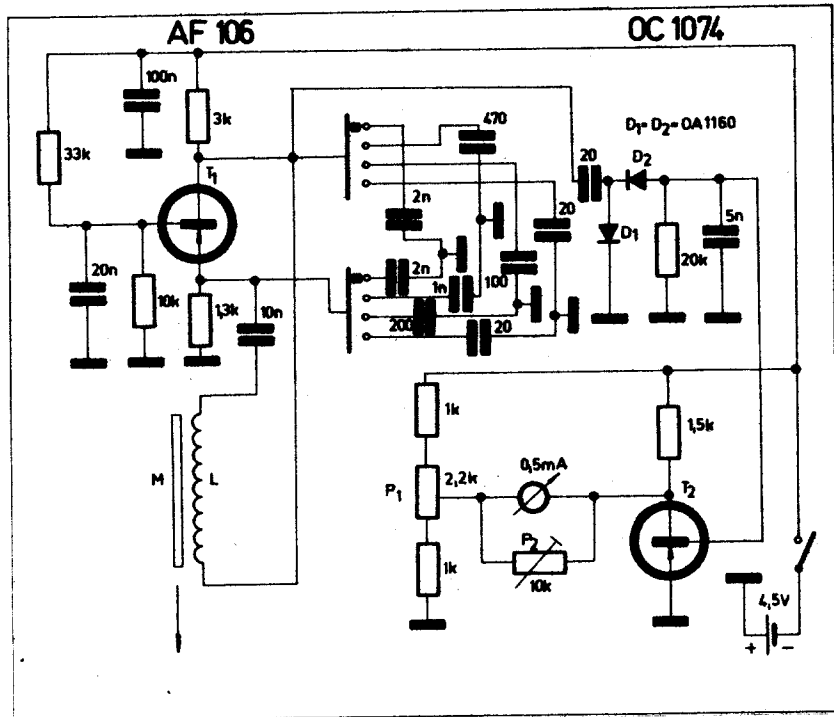 AF 106
OC 1074
100n
3k
33k
T1
20n
10k
1,3k
10n
M
L
470
2n
2n
1n
200
100
20
20
20
D1=D2=OA1160
D2
D1
20k
5n
1k
P1
2,2k
1k
0,5mA
P2
10k
1,5k
T2
4,5V
+
-